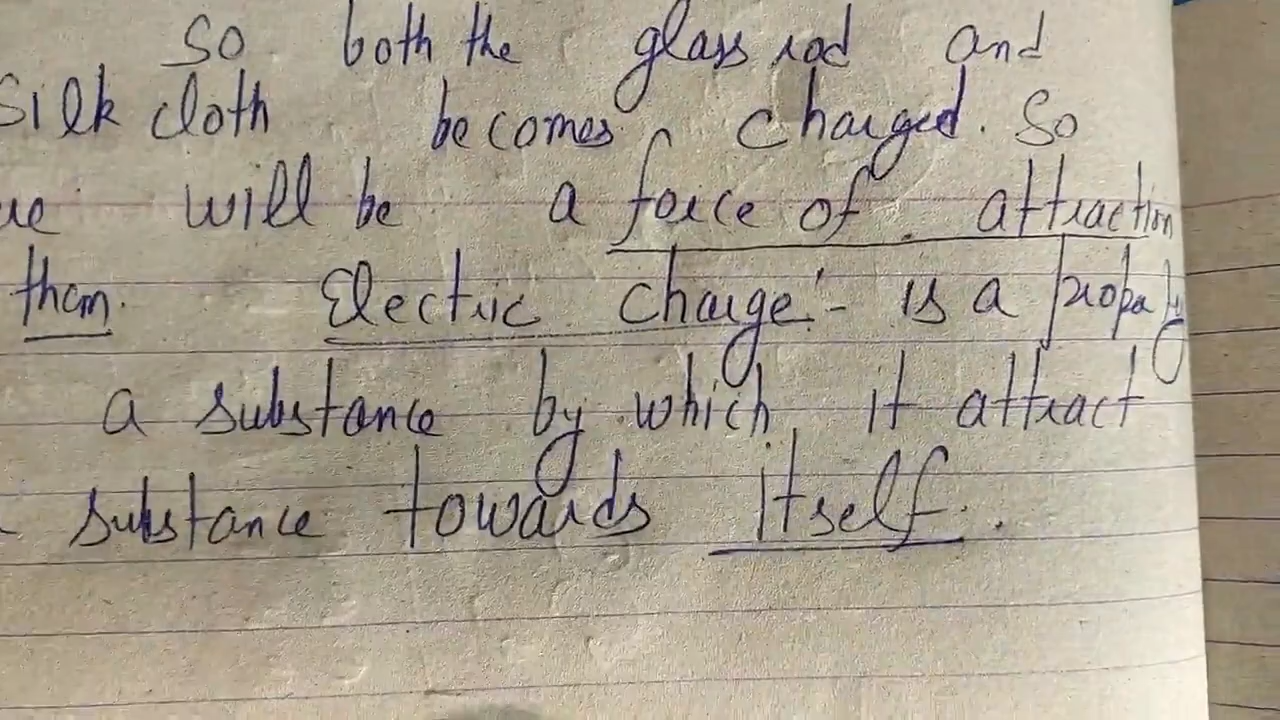 so both the glass rod and
silk cloth becomes charged. So
will be a force of attraction
them. Electric charge:- is a propaty
a substance by which it attract
substance towards itself.